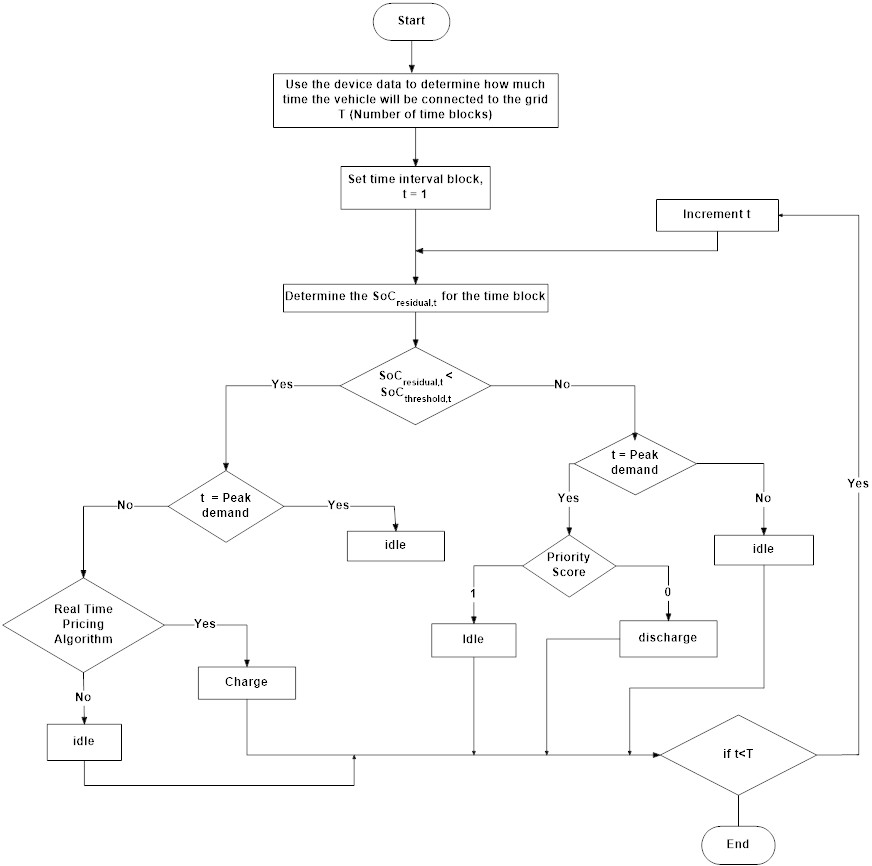 Start
Use the device data to determine how much
time the vehicle will be connected to the grid
T (Number of time blocks)
Set time interval block,
t = 1
Increment t
Determine the SoC residual,t for the time block
SoC residual,t <
SoC threshold,t
Yes
No
t = Peak
demand
t = Peak
demand
No
Yes
Yes
No
Yes
idle
idle
Priority
Score
1
0
Real Time
Pricing
Algorithm
Yes
Idle
discharge
Charge
No
idle
if t<T
End